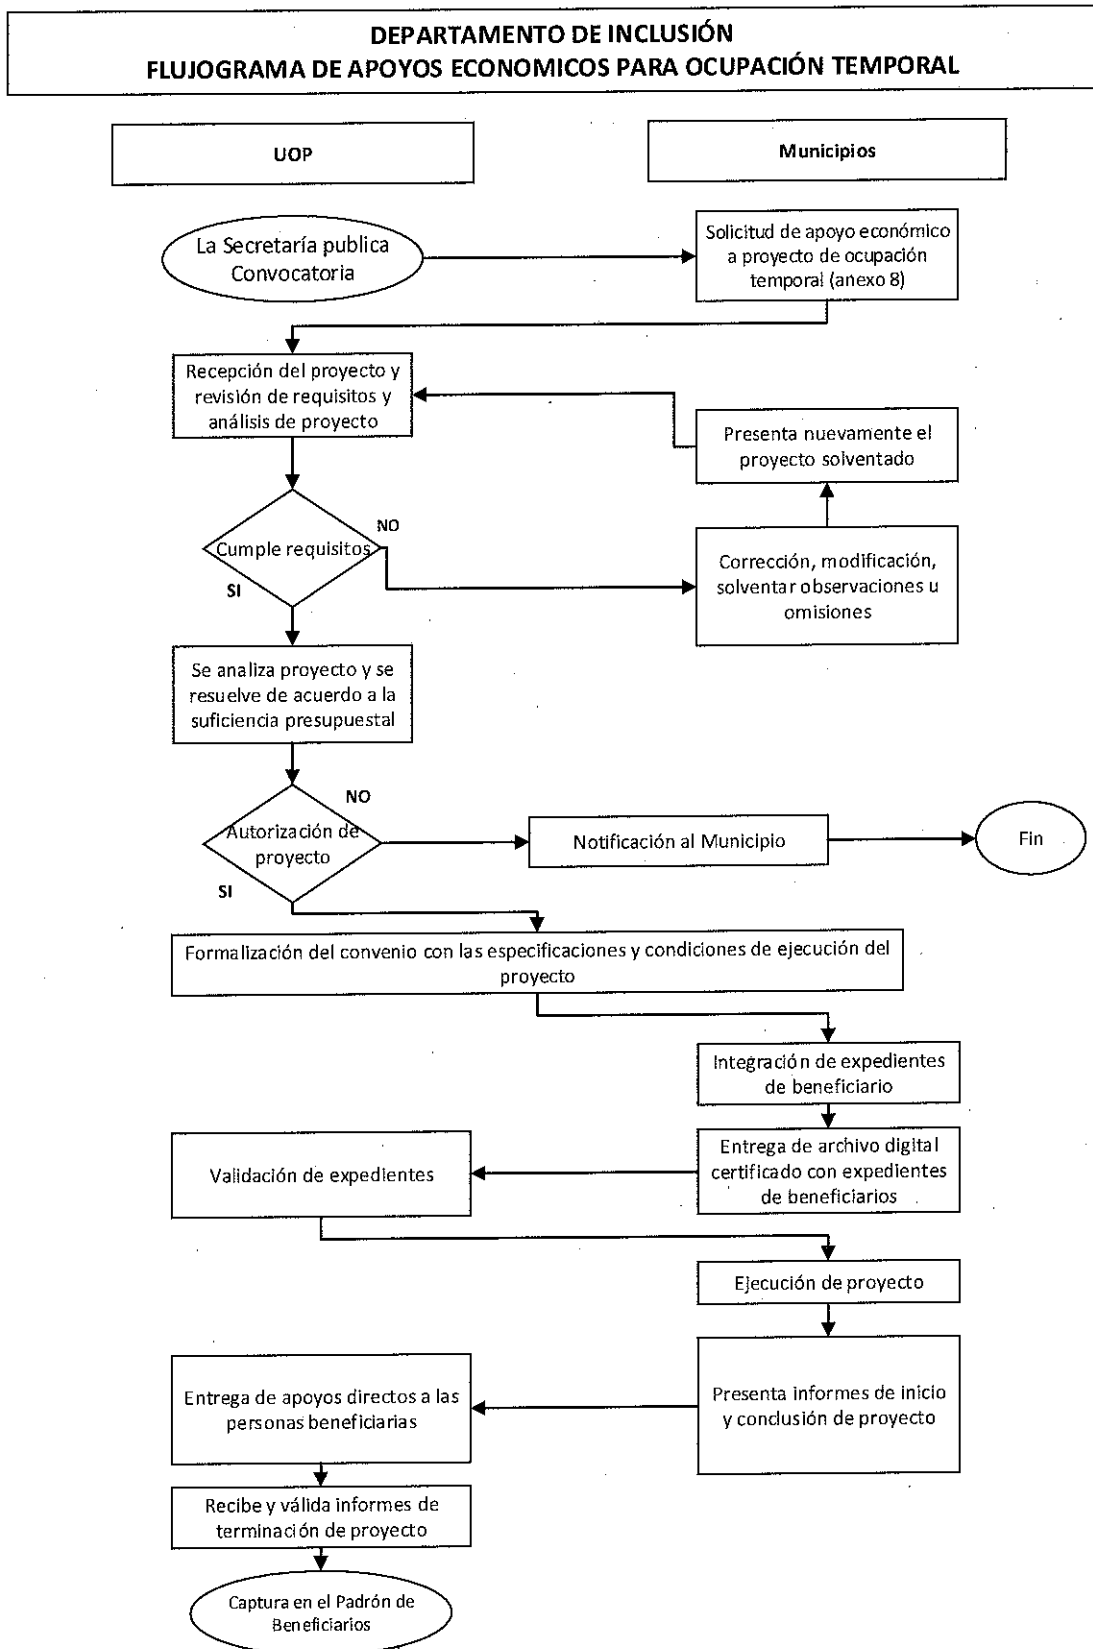 DEPARTAMENTO DE INCLUSIÓN
FLUJOGRAMA DE APOYOS ECONOMICOS PARA OCUPACIÓN TEMPORAL
UOP
Municipios
La Secretaría publica
Convocatoria
Solicitud de apoyo económico
a proyecto de ocupación
temporal (anexo 8)
Recepción del proyecto y
revisión de requisitos y
análisis de proyecto
Presenta nuevamente el
proyecto solventado
Cumple requisitos
NO
SI
Corrección, modificación,
solventar observaciones u
omisiones
Se analiza proyecto y se
resuelve de acuerdo a la
suficiencia presupuestal
NO
Autorización de
proyecto
SI
Notificación al Municipio
Fin
Formalización del convenio con las especificaciones y condiciones de ejecución del
proyecto
Integración de expedientes
de beneficiario
Entrega de archivo digital
certificado con expedientes
de beneficiarios
Validación de expedientes
Ejecución de proyecto
Presenta informes de inicio
y conclusión de proyecto
Entrega de apoyos directos a las
personas beneficiarias
Recibe y válida informes de
terminación de proyecto
Captura en el Padrón de
Beneficiarios